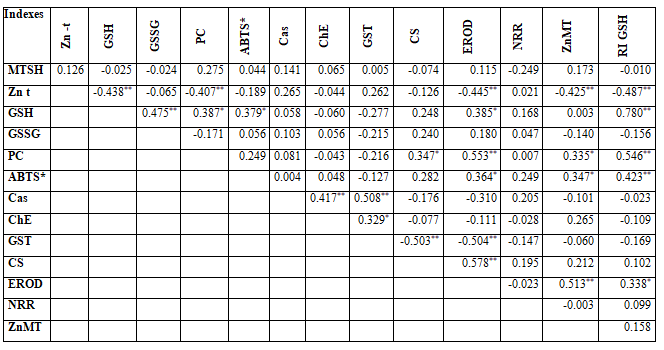 Indexes Zn -t GSH GSSG PC ABTS* Cas ChE GST CS EROD NRR ZnMT RI GSH
MTSH 0.126 -0.025 -0.024 0.275 0.044 0.141 0.065 0.005 -0.074 0.115 -0.249 0.173 -0.010
Zn t -0.438** -0.065 -0.407** -0.189 0.265 -0.044 0.262 -0.126 -0.445** 0.021 -0.425** -0.487**
GSH 0.475** 0.387* 0.379* 0.058 -0.060 -0.277 0.248 0.385* 0.168 0.003 0.780**
GSSG -0.171 0.056 0.103 0.056 -0.215 0.240 0.180 0.047 -0.140 -0.156
PC 0.249 0.081 -0.043 -0.216 0.347* 0.553** 0.007 0.335* 0.546**
ABTS* 0.004 0.048 -0.127 0.282 0.364* 0.249 0.347* 0.423**
Cas 0.417** 0.508** -0.176 -0.310 0.205 -0.101 -0.023
ChE 0.329* -0.077 -0.111 -0.028 0.265 -0.109
GST -0.503** -0.504** -0.147 -0.060 -0.169
CS 0.578** 0.195 0.212 0.102
EROD -0.023 0.513** 0.338*
NRR -0.003 0.099
ZnMT 0.158